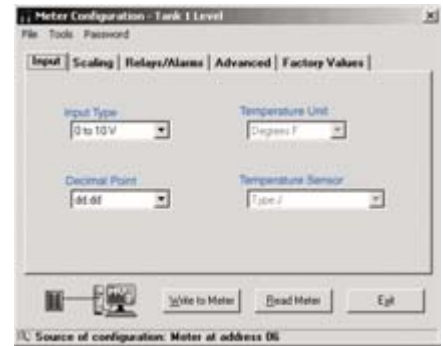 Meter Configuration - Tank 1 Level
File Tools Password
Input Scaling Relays/Alarms Advanced Factory Values
Input Type Temperature Unit
0 to 10 V Degrees F
Decimal Point Temperature Sensor
dd.dd Type J
Write to Meter Read Meter Exit
Source of configuration: Meter at address 06